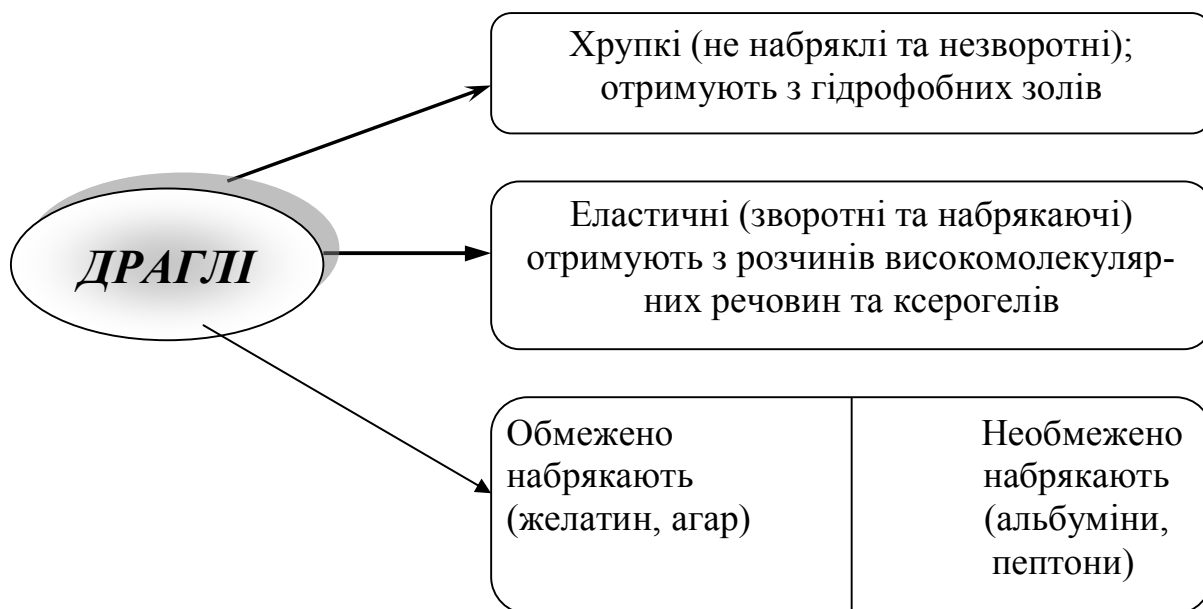 Хрупкі (не набряклі та незворотні);
отримують з гідрофобних золів
ДРАГЛІ
Еластичні (зворотні та набрякаючі)
отримують з розчинів високомолекуляр-
них речовин та ксерогелів
Обмежено
набрякають
(желатин, агар)
Необмежено
набрякають
(альбуміни,
пептони)